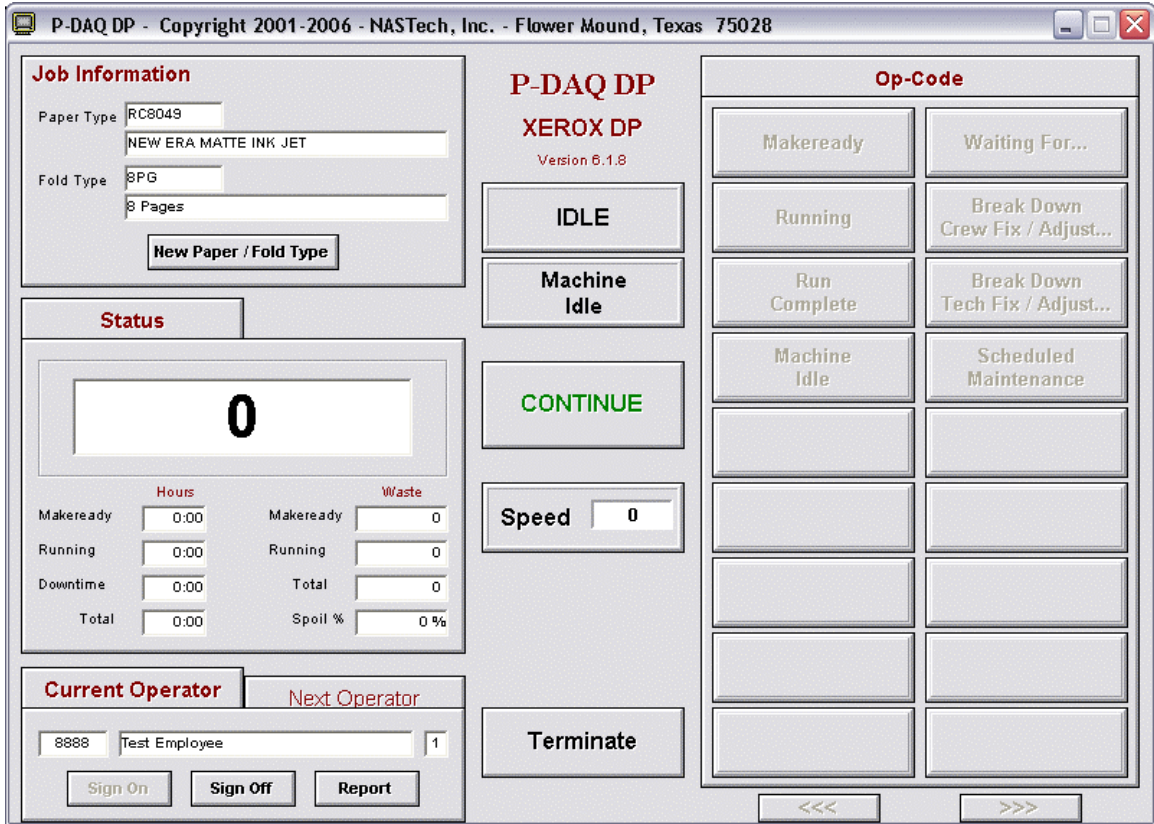 P-DAQ DP - Copyright 2001-2006 - NASTech, Inc. - Flower Mound, Texas 75028
Job Information
Paper Type RC8049
NEW ERA MATTE INK JET
Fold Type 8PG
8 Pages
New Paper / Fold Type
Status
0
Hours Waste
Makeready 0:00 Makeready 0
Running 0:00 Running 0
Downtime 0:00 Total 0
Total 0:00 Spoil % 0 %
Current Operator Next Operator
8888 Test Employee 1
Sign On Sign Off Report
P-DAQ DP
XEROX DP
Version 6.1.8
IDLE
Machine
Idle
CONTINUE
Speed 0
Terminate
Op-Code
Makeready Waiting For...
Running
Break Down
Crew Fix / Adjust...
Run
Complete
Break Down
Tech Fix / Adjust...
Machine
Idle
Scheduled
Maintenance
<<< >>>